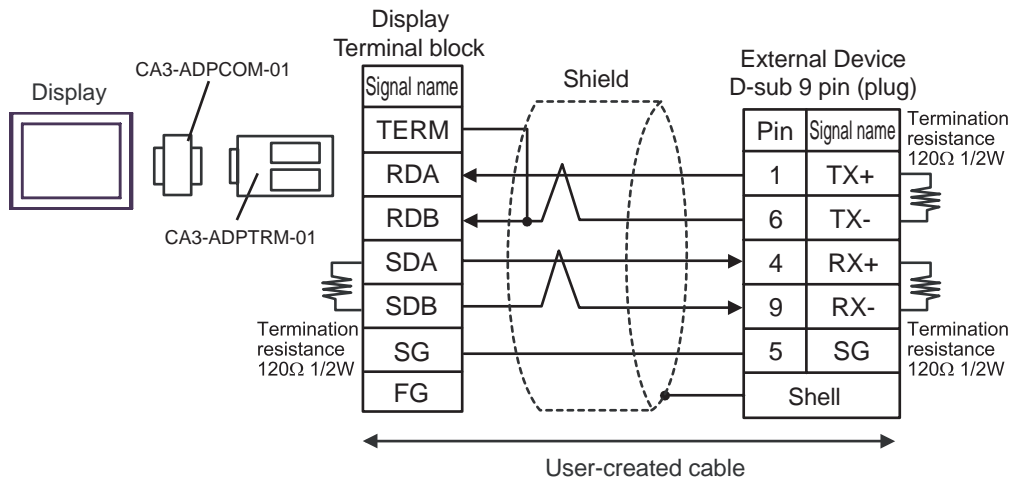 Display
CA3-ADPCOM-01
CA3-ADPTRM-01
Display
Terminal block
Signal name
TERM
RDA
RDB
SDA
SDB
SG
FG
Termination
resistance
120Ω 1/2W
Shield
External Device
D-sub 9 pin (plug)
Pin Signal name
1 TX+
6 TX-
4 RX+
9 RX-
5 SG
Shell
Termination
resistance
120Ω 1/2W
Termination
resistance
120Ω 1/2W
User-created cable